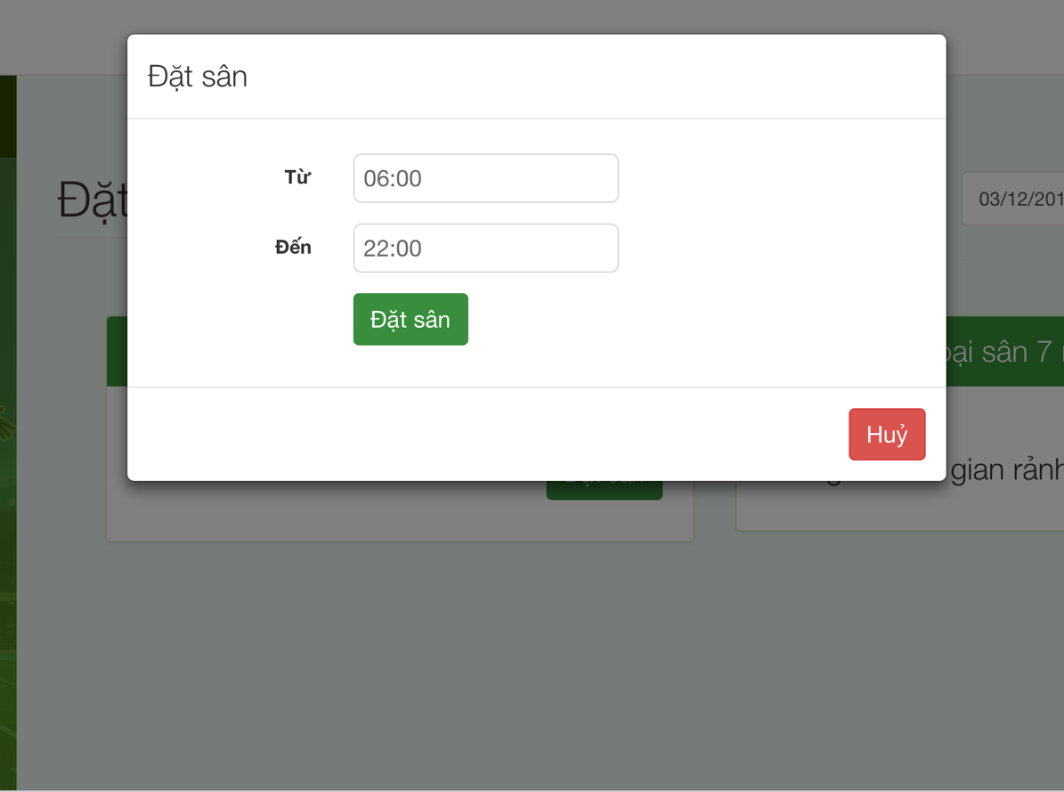 Đặt sân
Từ
06:00
Đến
22:00
Đặt sân
Huỷ
Đặt
03/12/201
sân 7
gian rảnh